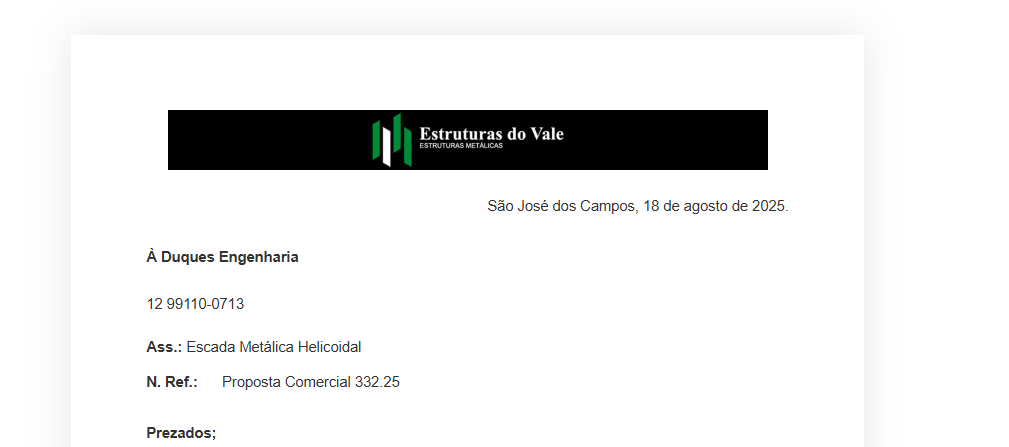 Estruturas do Vale
ESTRUTURAS METÁLICAS
São José dos Campos, 18 de agosto de 2025.
À Duques Engenharia
12 99110-0713
Ass.: Escada Metálica Helicoidal
N. Ref.: Proposta Comercial 332.25
Prezados;